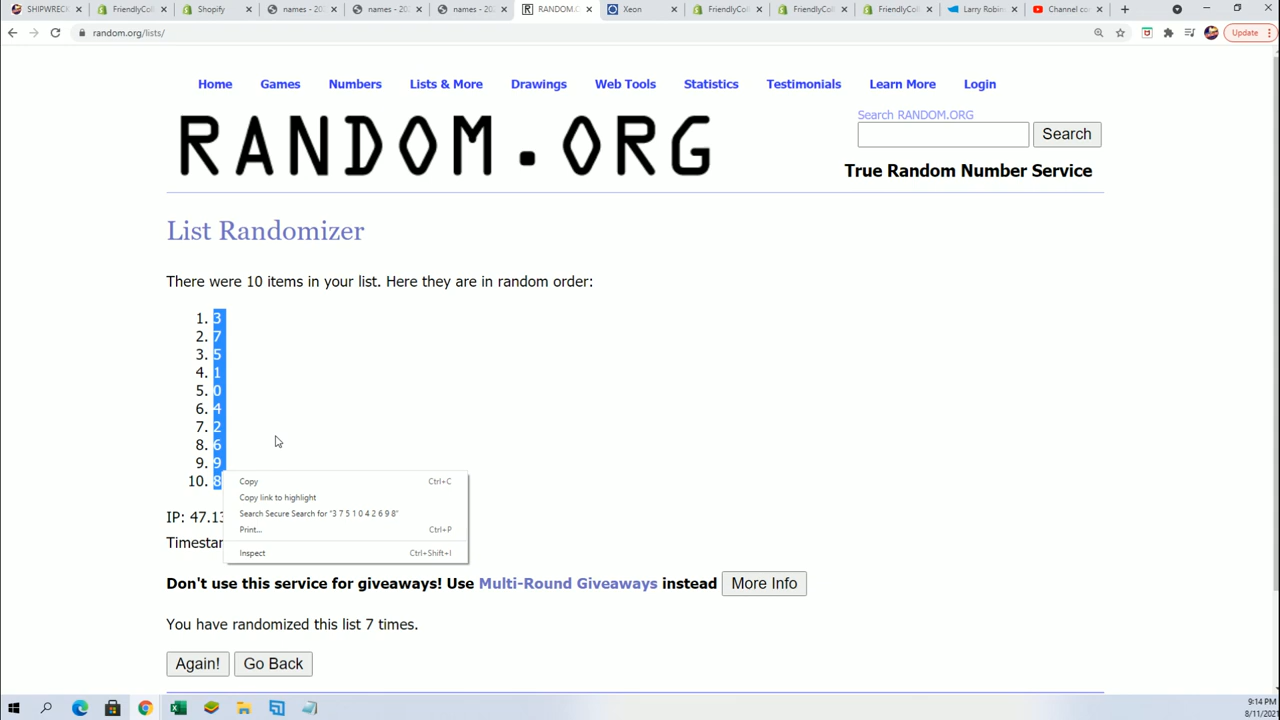 SHIPWREC
FriendlyCol
Shopify
names - 20
names - 20
names - 20
RANDOM.O
Xeon
FriendlyCol
FriendlyCol
FriendlyCol
Larry Robin
Channel co
random.org/lists/
Update
Home Games Numbers Lists & More Drawings Web Tools Statistics Testimonials Learn More Login
RANDOM.ORG
Search RANDOM.ORG
Search
True Random Number Service
List Randomizer
There were 10 items in your list. Here they are in random order:
1. 3
2. 7
3. 5
4. 1
5. 0
6. 4
7. 2
8. 6
9. 9
10. 8
Copy Ctrl+C
Copy link to highlight
Search Secure Search for "3 7 5 1 0 4 2 6 9 8"
Print... Ctrl+P
Inspect Ctrl+Shift+I
IP: 47.13
Timestam
Don't use this service for giveaways! Use Multi-Round Giveaways instead More Info
You have randomized this list 7 times.
Again! Go Back
9:14 PM
8/11/2021